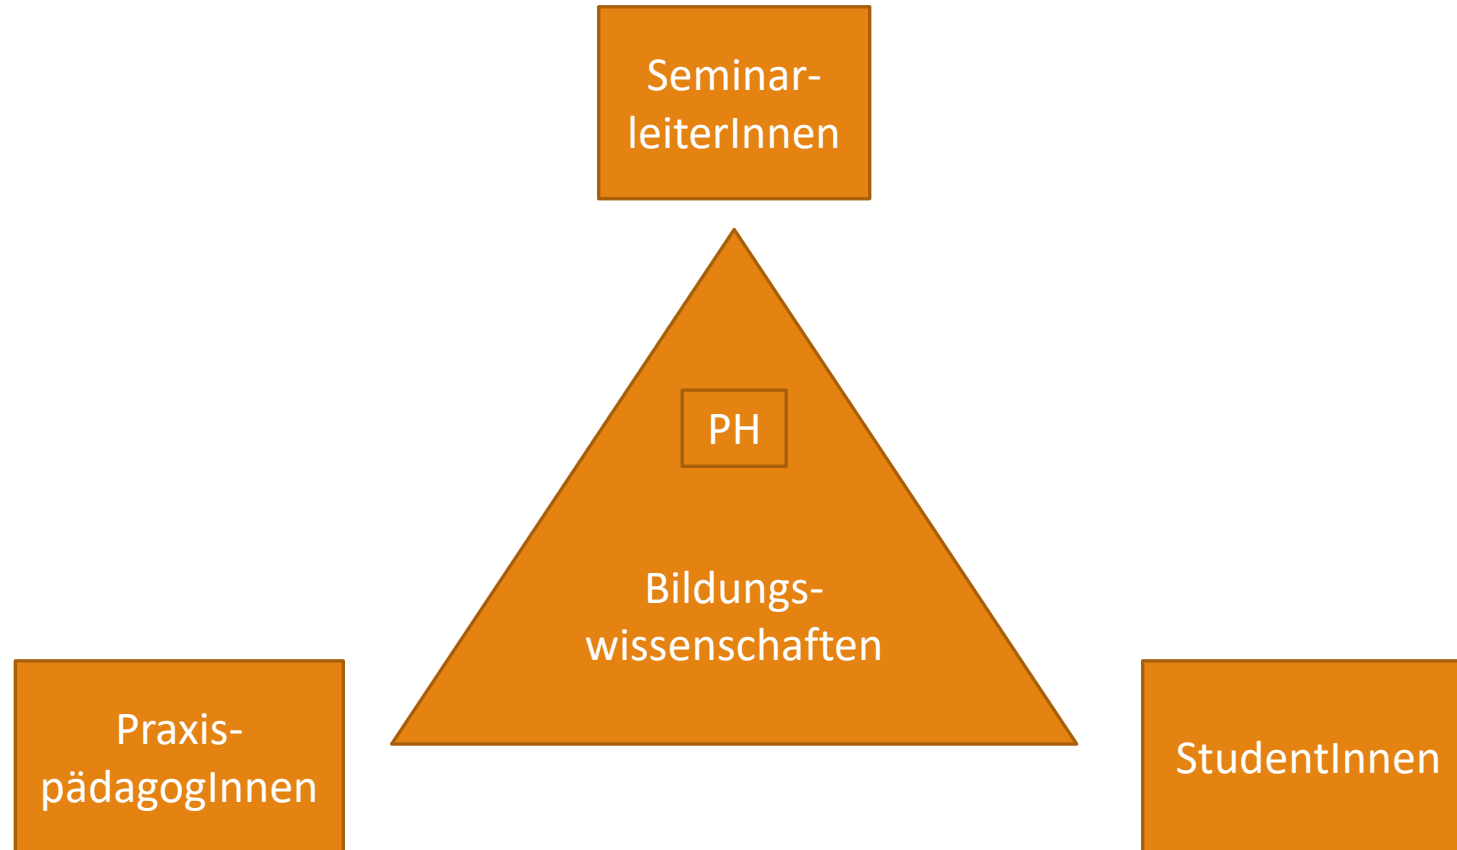 Seminar-
leiterInnen
PH
Bildungs-
wissenschaften
Praxis-
pädagogInnen
StudentInnen